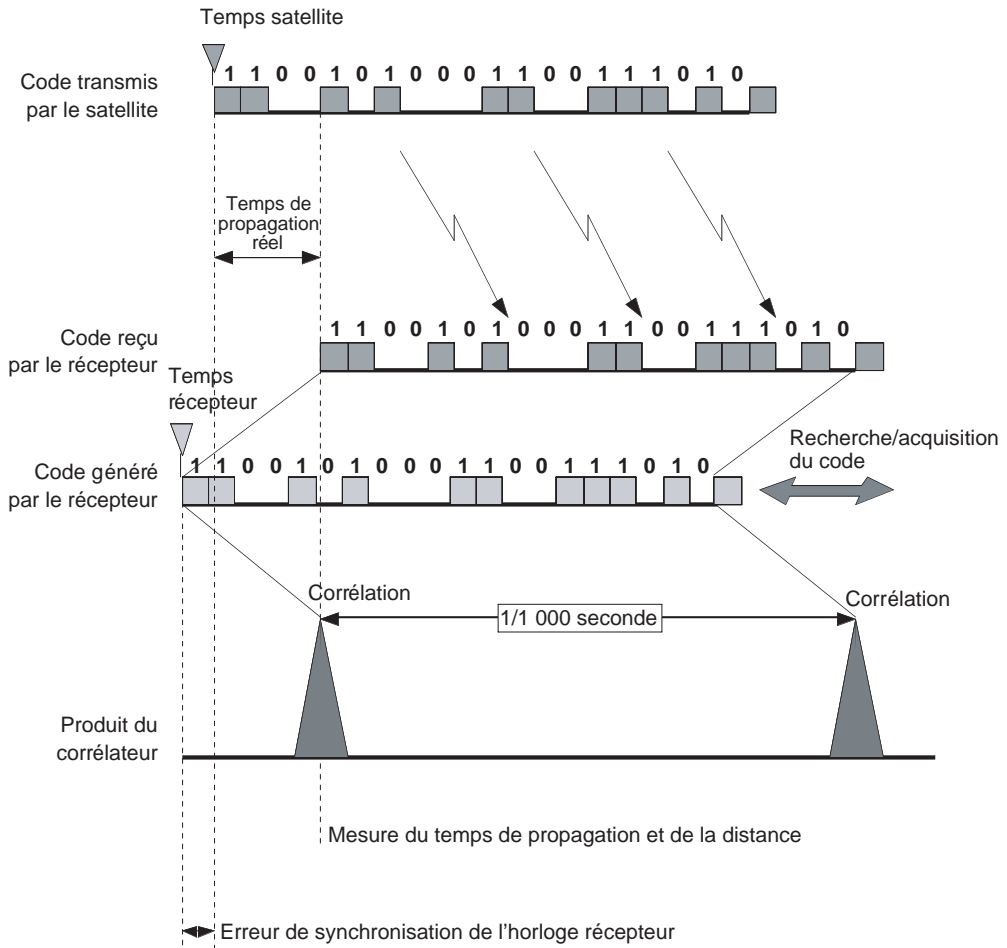 Temps satellite
Code transmis
par le satellite
1 1 0 0 1 0 1 0 0 0 1 1 0 0 1 1 1 0 1 0
Temps de
propagation
réel
Code reçu
par le récepteur
1 1 0 0 1 0 1 0 0 0 1 1 0 0 1 1 1 0 1 0
Temps
récepteur
Code généré
par le récepteur
1 1 0 0 1 0 1 0 0 0 1 1 0 0 1 1 1 0 1 0
Recherche/acquisition
du code
Corrélation
1/1 000 seconde
Corrélation
Produit du
corrélateur
Mesure du temps de propagation et de la distance
Erreur de synchronisation de l'horloge récepteur